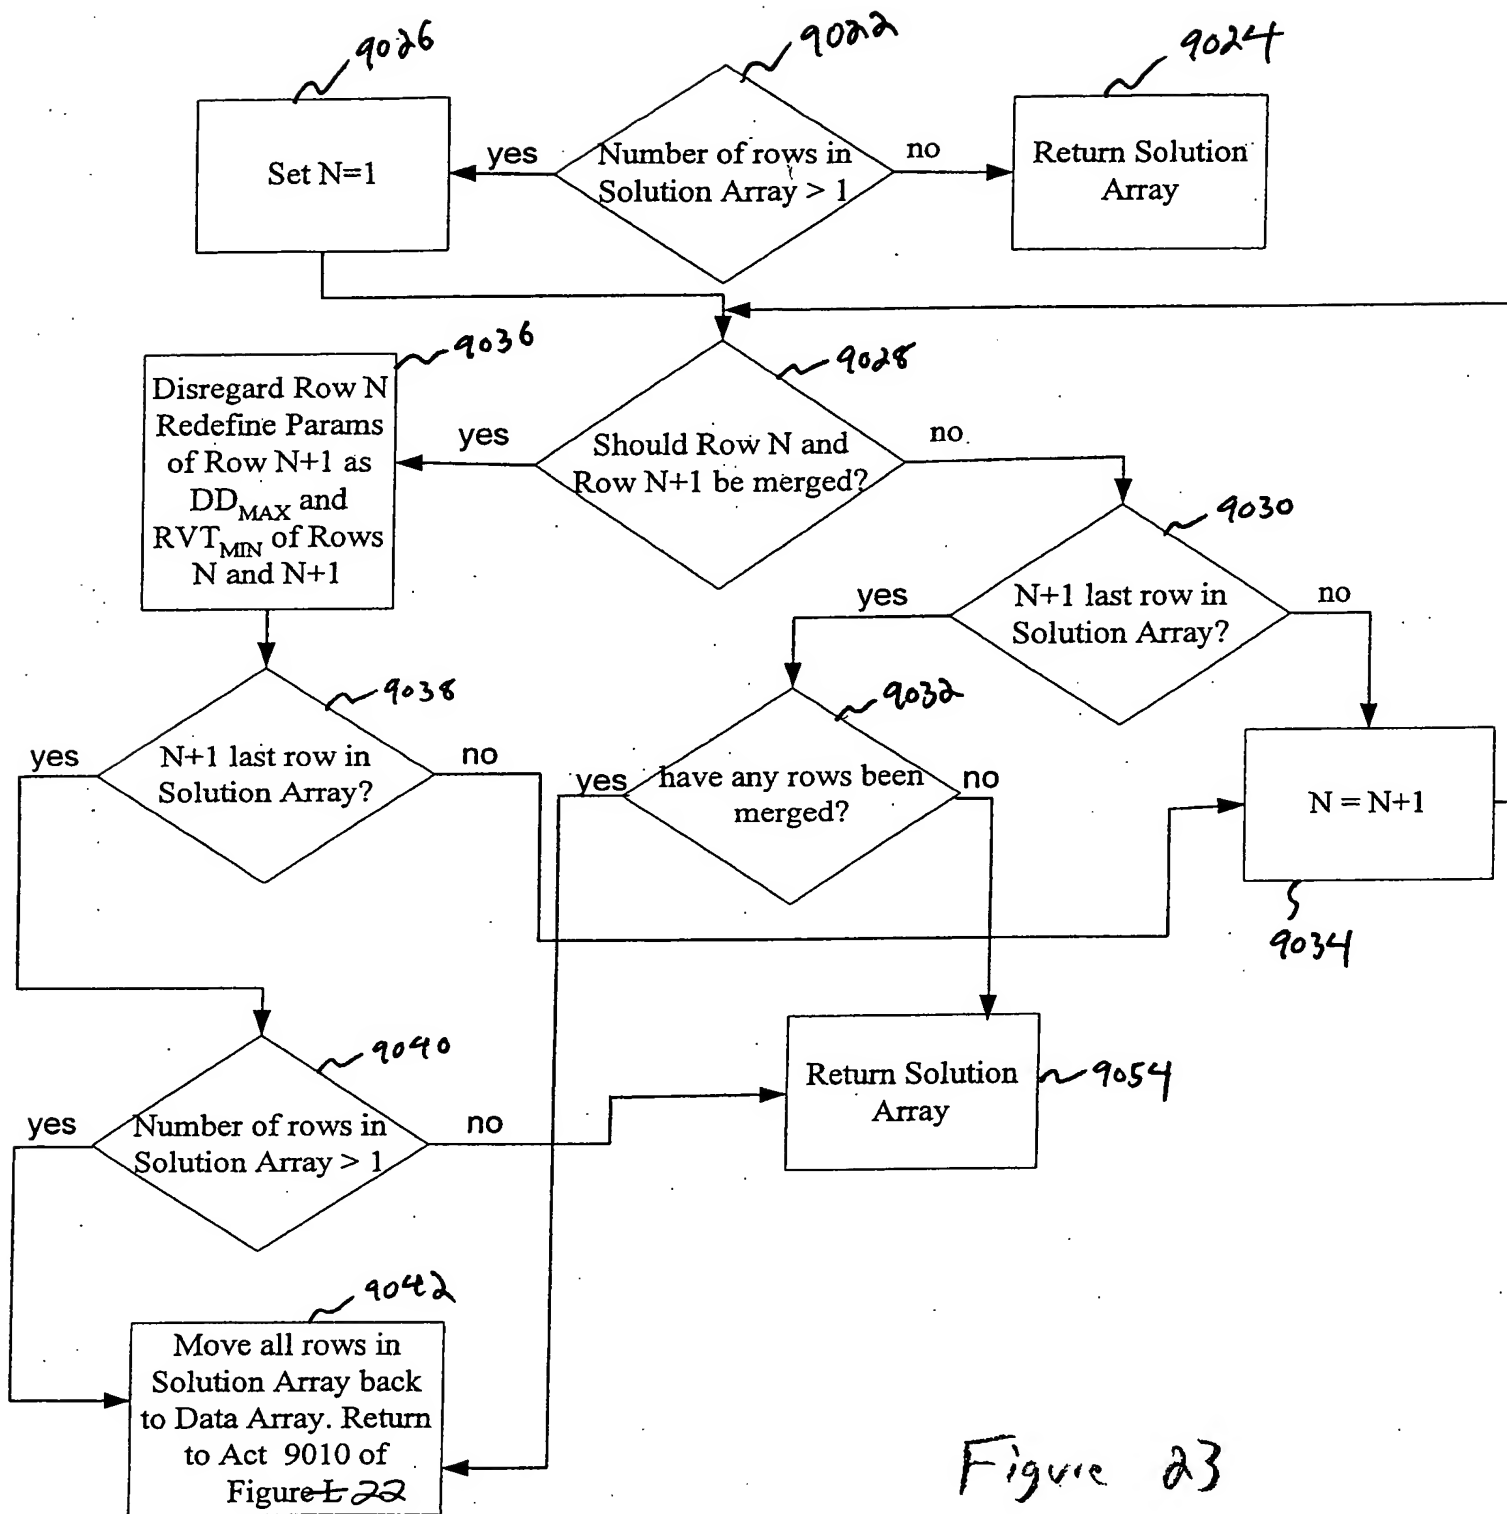 9026
9022
9024
Set N=1
yes
Number of rows in
Solution Array > 1
no
Return Solution
Array
9036
9028
Disregard Row N
Redefine Params
of Row N+1 as
DDMAX and
RVTMIN of Rows
N and N+1
yes
Should Row N and
Row N+1 be merged?
no
9030
yes
N+1 last row in
Solution Array?
no
9038
9032
yes
N+1 last row in
Solution Array?
no
yes
have any rows been
merged?
no
N = N+1
9034
9040
yes
Number of rows in
Solution Array > 1
no
Return Solution
Array
9054
9042
Move all rows in
Solution Array back
to Data Array. Return
to Act 9010 of
Figure L 22
Figure 23